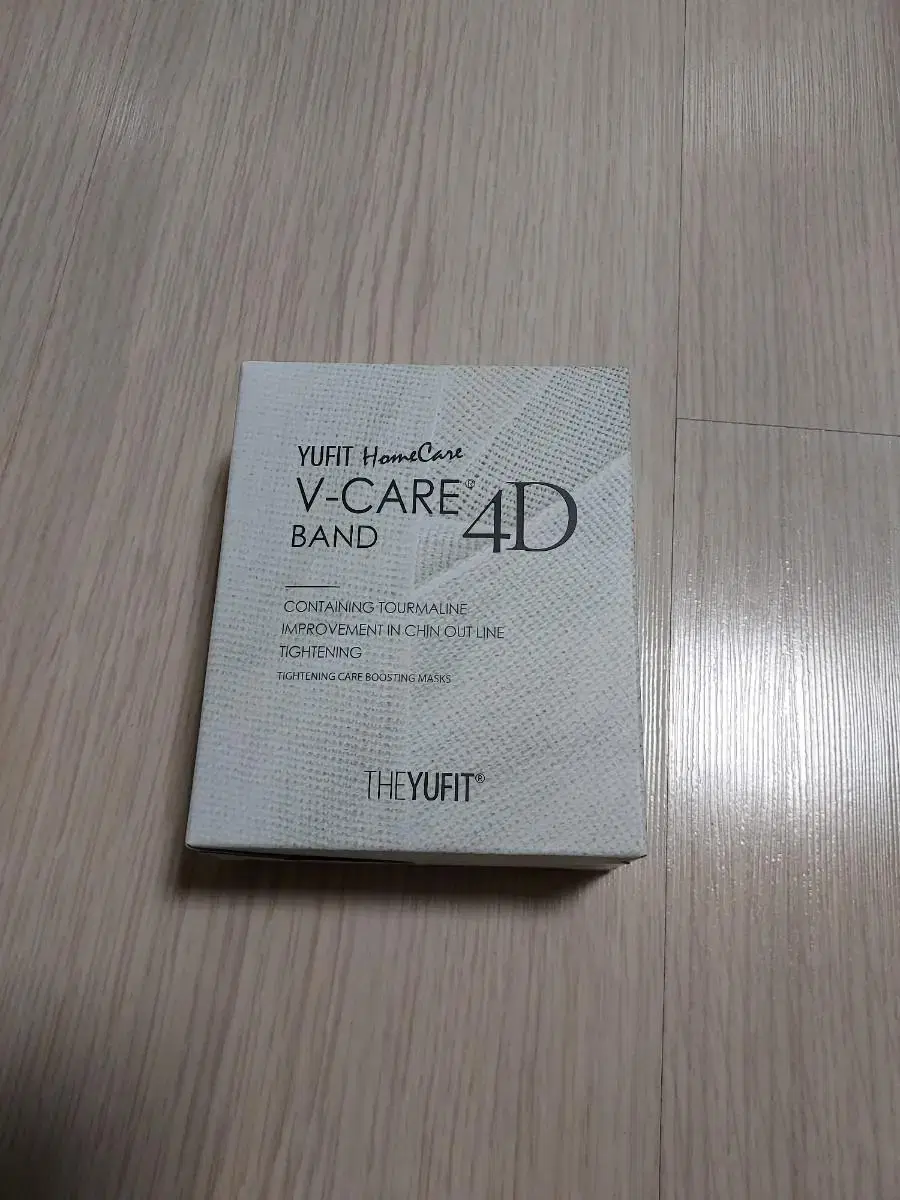 YUFIT HomeCare
V-CARE® 4D
BAND
CONTAINING TOURMALINE
IMPROVEMENT IN CHIN OUT LINE
TIGHTENING
TIGHTENING CARE BOOSTING MASKS
THEYUFIT®